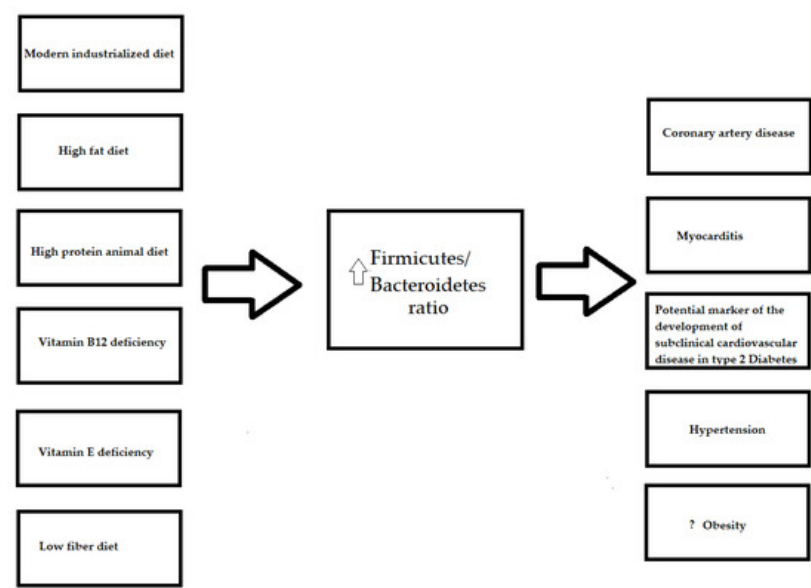 Modern industrialized diet
High fat diet
High protein animal diet
Vitamin B12 deficiency
Vitamin E deficiency
Low fiber diet
Firmicutes/
Bacteroidetes
ratio
Coronary artery disease
Myocarditis
Potential marker of the
development of
subclinical cardiovascular
disease in type 2 Diabetes
Hypertension
? Obesity